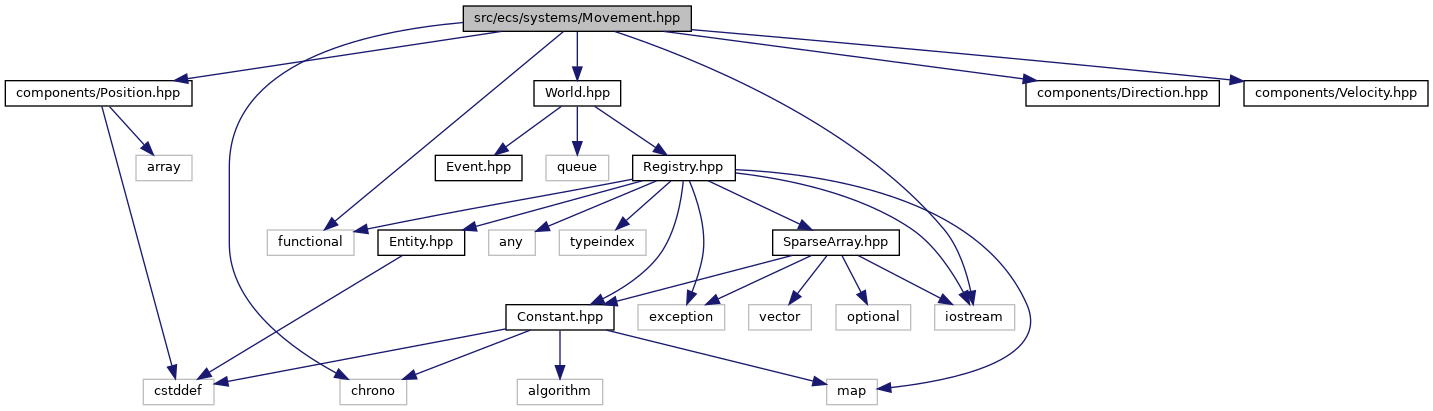 src/ecs/systems/Movement.hpp
components/Position.hpp
World.hpp
components/Direction.hpp
components/Velocity.hpp
array
Event.hpp
queue
Registry.hpp
functional
Entity.hpp
any
typeindex
SparseArray.hpp
Constant.hpp
exception
vector
optional
iostream
cstddef
chrono
algorithm
map